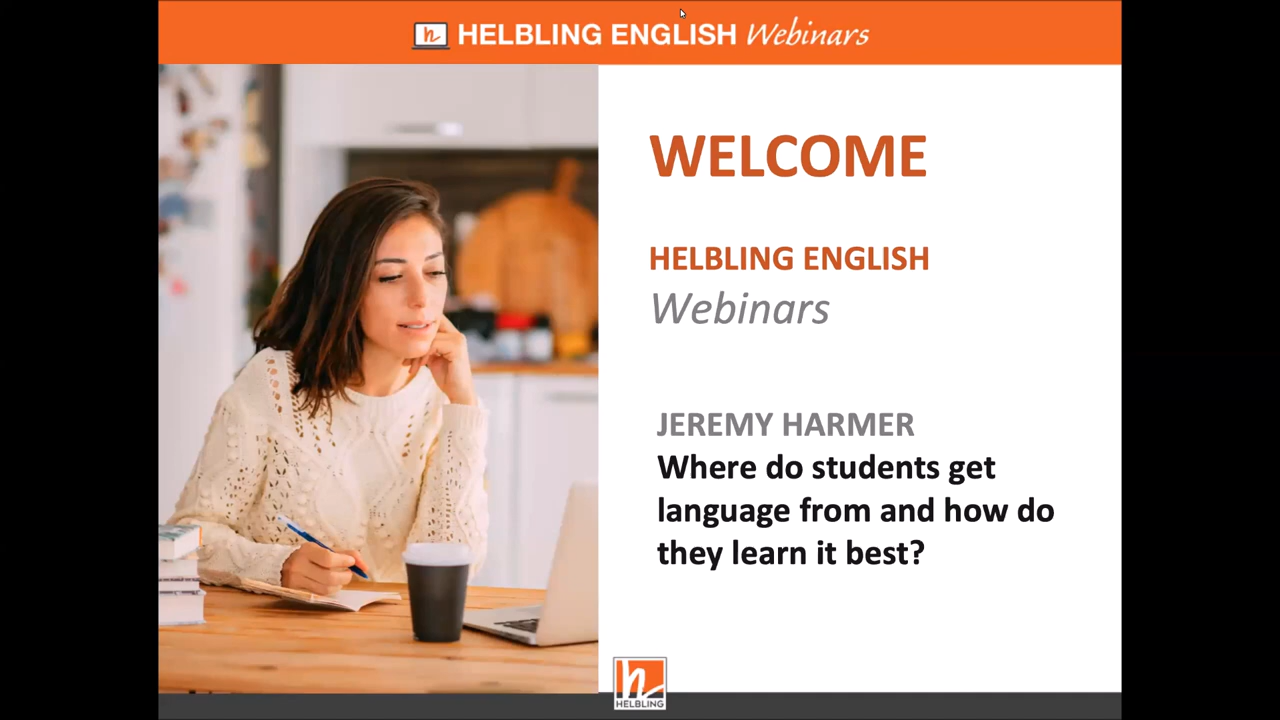 HELBLING ENGLISH Webinars
WELCOME
HELBLING ENGLISH
Webinars
JEREMY HARMER
Where do students get
language from and how do
they learn it best?
HELBLING